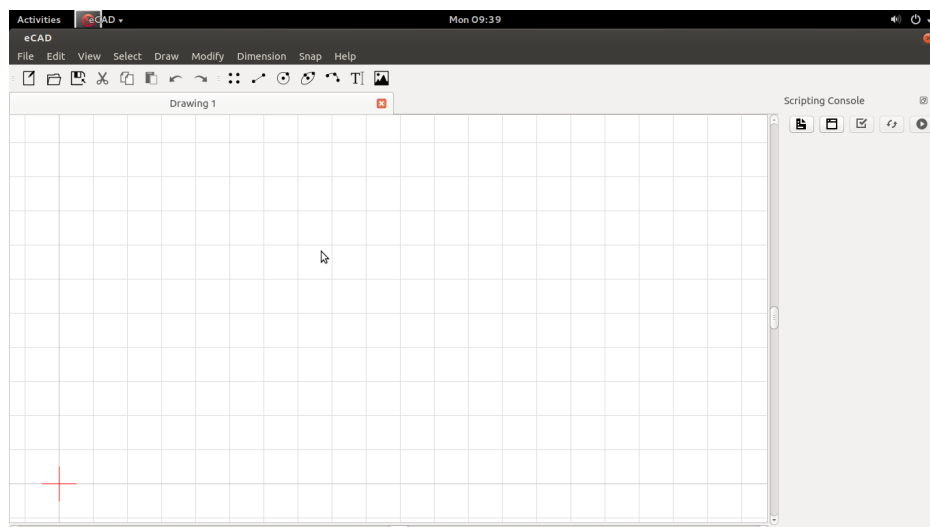 Activities eCAD Mon 09:39
eCAD
File Edit View Select Draw Modify Dimension Snap Help
Drawing 1
Scripting Console